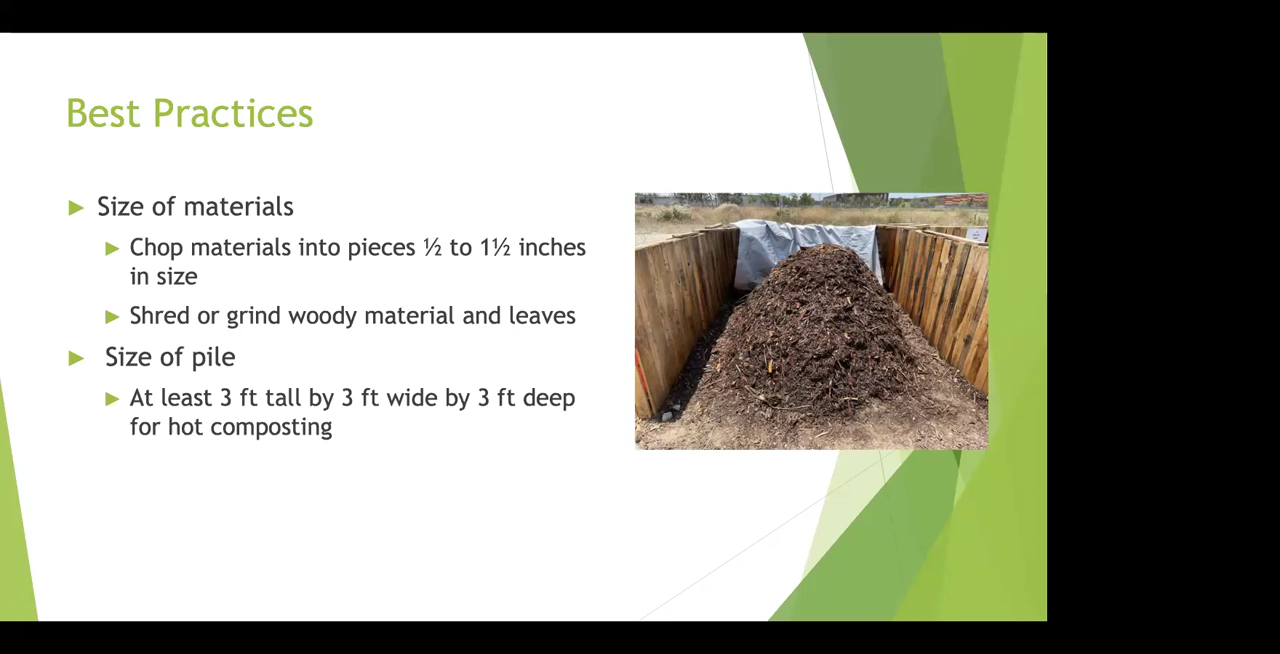 Best Practices
Size of materials
Chop materials into pieces ½ to 1½ inches
in size
Shred or grind woody material and leaves
Size of pile
At least 3 ft tall by 3 ft wide by 3 ft deep
for hot composting